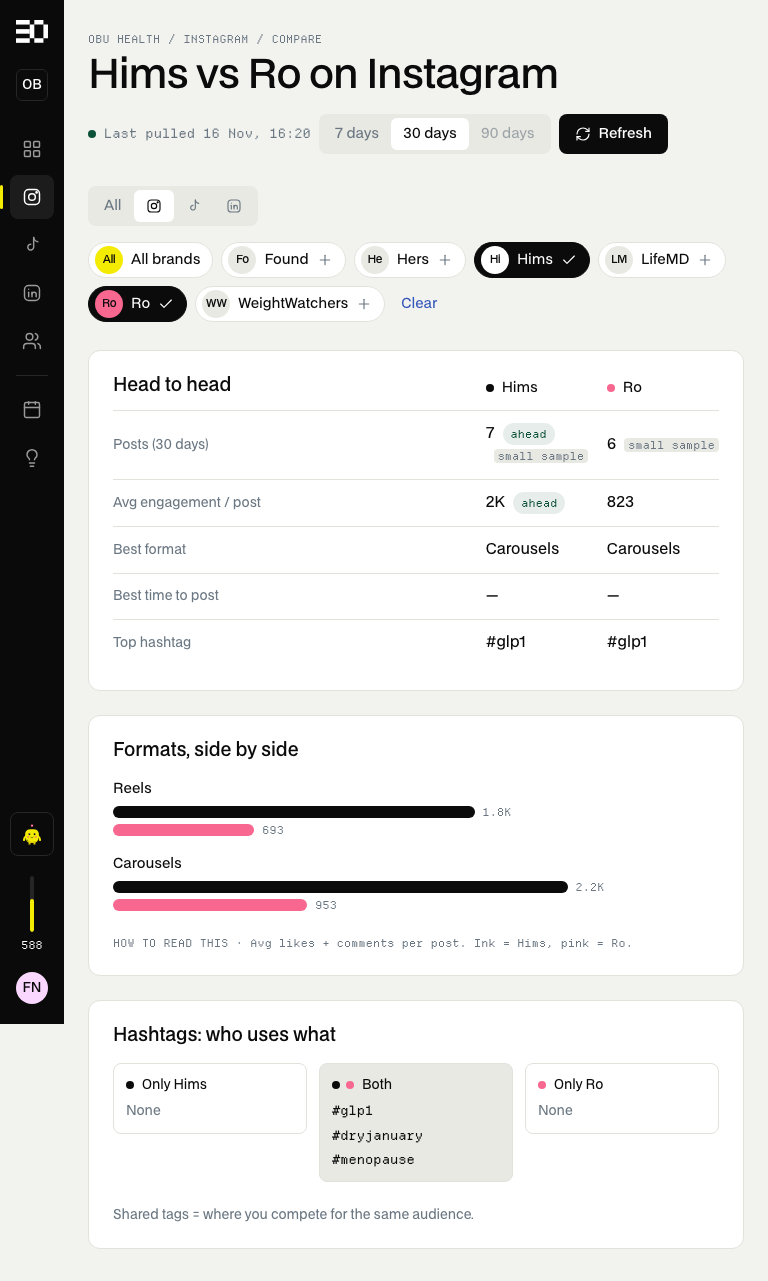 OB
588
FN
OBU HEALTH / INSTAGRAM / COMPARE
Hims vs Ro on Instagram
Last pulled 16 Nov, 16:20
7 days 30 days 90 days
Refresh
All
All All brands
Fo Found
He Hers
Hi Hims
LM LifeMD
Ro Ro
WW WeightWatchers
Clear
Head to head Hims Ro
Posts (30 days) 7 ahead small sample 6 small sample
Avg engagement / post 2K ahead 823
Best format Carousels Carousels
Best time to post — —
Top hashtag #glp1 #glp1
Formats, side by side
Reels
1.8K
693
Carousels
2.2K
953
HOW TO READ THIS · Avg likes + comments per post. Ink = Hims, pink = Ro.
Hashtags: who uses what
Only Hims
None
Both
#glp1
#dryjanuary
#menopause
Only Ro
None
Shared tags = where you compete for the same audience.